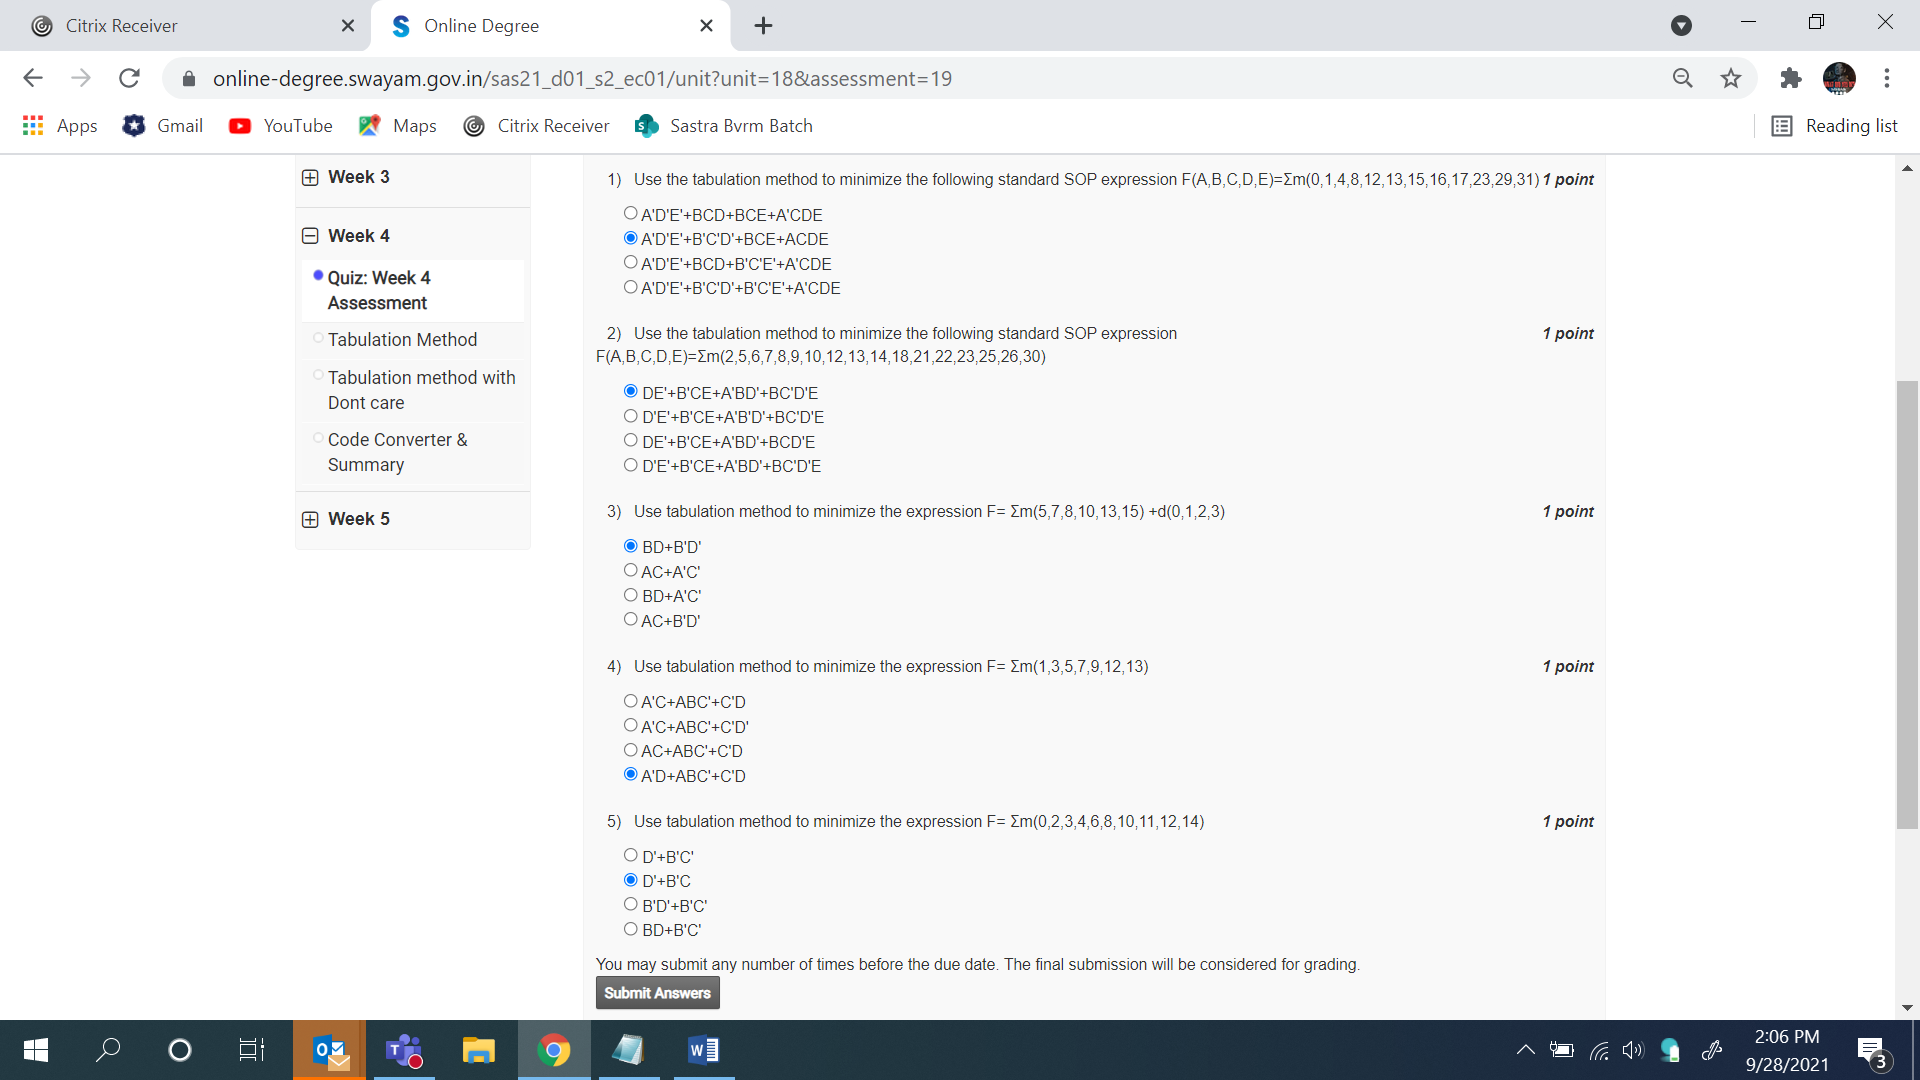 Citrix Receiver
Online Degree
online-degree.swayam.gov.in/sas21_d01_s2_ec01/unit?unit=18&assessment=19
Apps Gmail YouTube Maps Citrix Receiver Sastra Bvrm Batch Reading list
Week 3
Week 4
Quiz: Week 4
Assessment
Tabulation Method
Tabulation method with
Dont care
Code Converter &
Summary
Week 5
1) Use the tabulation method to minimize the following standard SOP expression F(A,B,C,D,E)=Σm(0,1,4,8,12,13,15,16,17,23,29,31) 1 point
A'D'E'+BCD+BCE+A'CDE
A'D'E'+B'C'D'+BCE+ACDE
A'D'E'+BCD+B'C'E'+A'CDE
A'D'E'+B'C'D'+B'C'E'+A'CDE
2) Use the tabulation method to minimize the following standard SOP expression 1 point
F(A,B,C,D,E)=Σm(2,5,6,7,8,9,10,12,13,14,18,21,22,23,25,26,30)
DE'+B'CE+A'BD'+BC'D'E
D'E'+B'CE+A'B'D'+BC'D'E
DE'+B'CE+A'BD'+BCD'E
D'E'+B'CE+A'BD'+BC'D'E
3) Use tabulation method to minimize the expression F= Σm(5,7,8,10,13,15) +d(0,1,2,3) 1 point
BD+B'D'
AC+A'C'
BD+A'C'
AC+B'D'
4) Use tabulation method to minimize the expression F= Σm(1,3,5,7,9,12,13) 1 point
A'C+ABC'+C'D
A'C+ABC'+C'D'
AC+ABC'+C'D
A'D+ABC'+C'D
5) Use tabulation method to minimize the expression F= Σm(0,2,3,4,6,8,10,11,12,14) 1 point
D'+B'C'
D'+B'C
B'D'+B'C'
BD+B'C'
You may submit any number of times before the due date. The final submission will be considered for grading.
Submit Answers
2:06 PM
9/28/2021
3